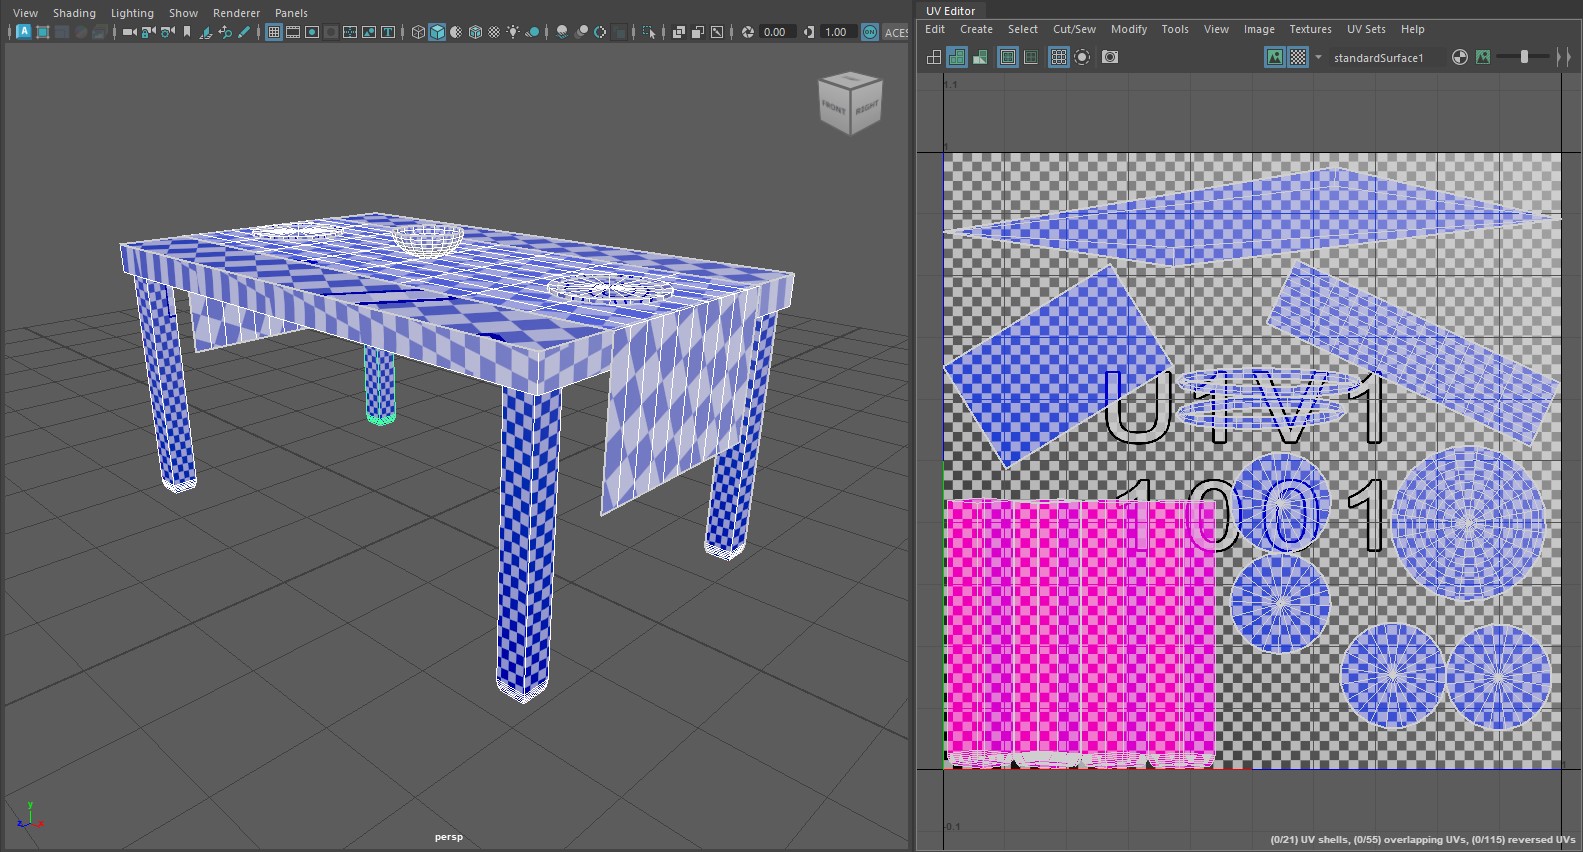 View Shading Lighting Show Renderer Panels
0.00 1.00 ON ACES
FRONT RIGHT
y
z x
persp
UV Editor
Edit Create Select Cut/Sew Modify Tools View Image Textures UV Sets Help
standardSurface1
1.1
1
U1V1
1001
1
-0.1
(0/21) UV shells, (0/55) overlapping UVs, (0/115) reversed UVs